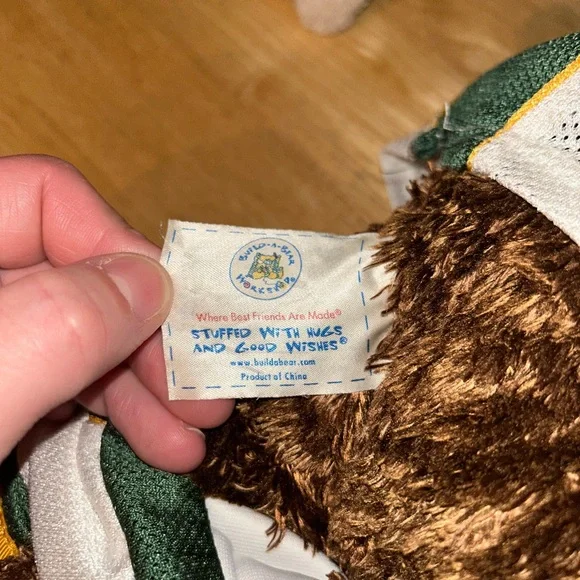 BUILD-A-BEAR
WORKSHOP
Where Best Friends Are Made®
STUFFED WITH HUGS
AND GOOD WISHES®
www.buildabear.com
Product of China